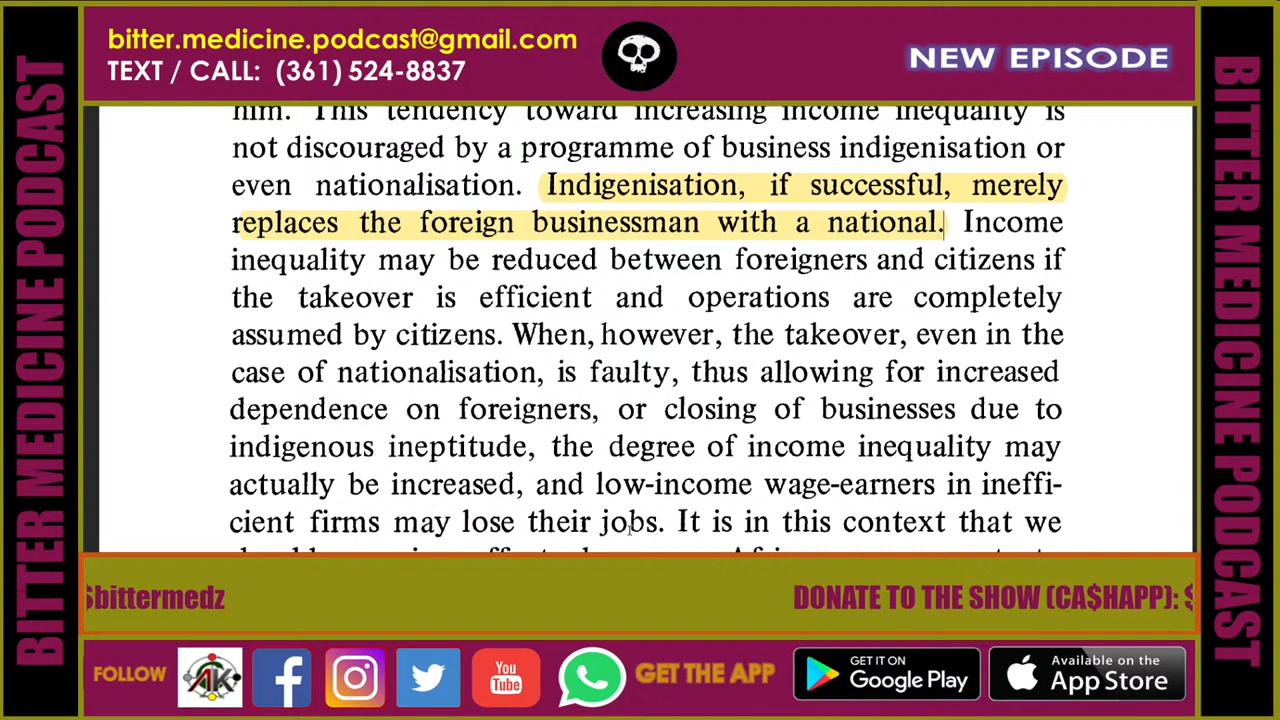 bitter.medicine.podcast@gmail.com
TEXT / CALL: (361) 524-8837
NEW EPISODE
BITTER MEDICINE PODCAST
him. This tendency toward increasing income inequality is
not discouraged by a programme of business indigenisation or
even nationalisation. Indigenisation, if successful, merely
replaces the foreign businessman with a national. Income
inequality may be reduced between foreigners and citizens if
the takeover is efficient and operations are completely
assumed by citizens. When, however, the takeover, even in the
case of nationalisation, is faulty, thus allowing for increased
dependence on foreigners, or closing of businesses due to
indigenous ineptitude, the degree of income inequality may
actually be increased, and low-income wage-earners in ineffi-
cient firms may lose their jobs. It is in this context that we
BITTER MEDICINE PODCAST
$bittermedz
DONATE TO THE SHOW (CA$HAPP): $
FOLLOW
You
Tube
GET THE APP
GET IT ON
Google Play
Available on the
App Store